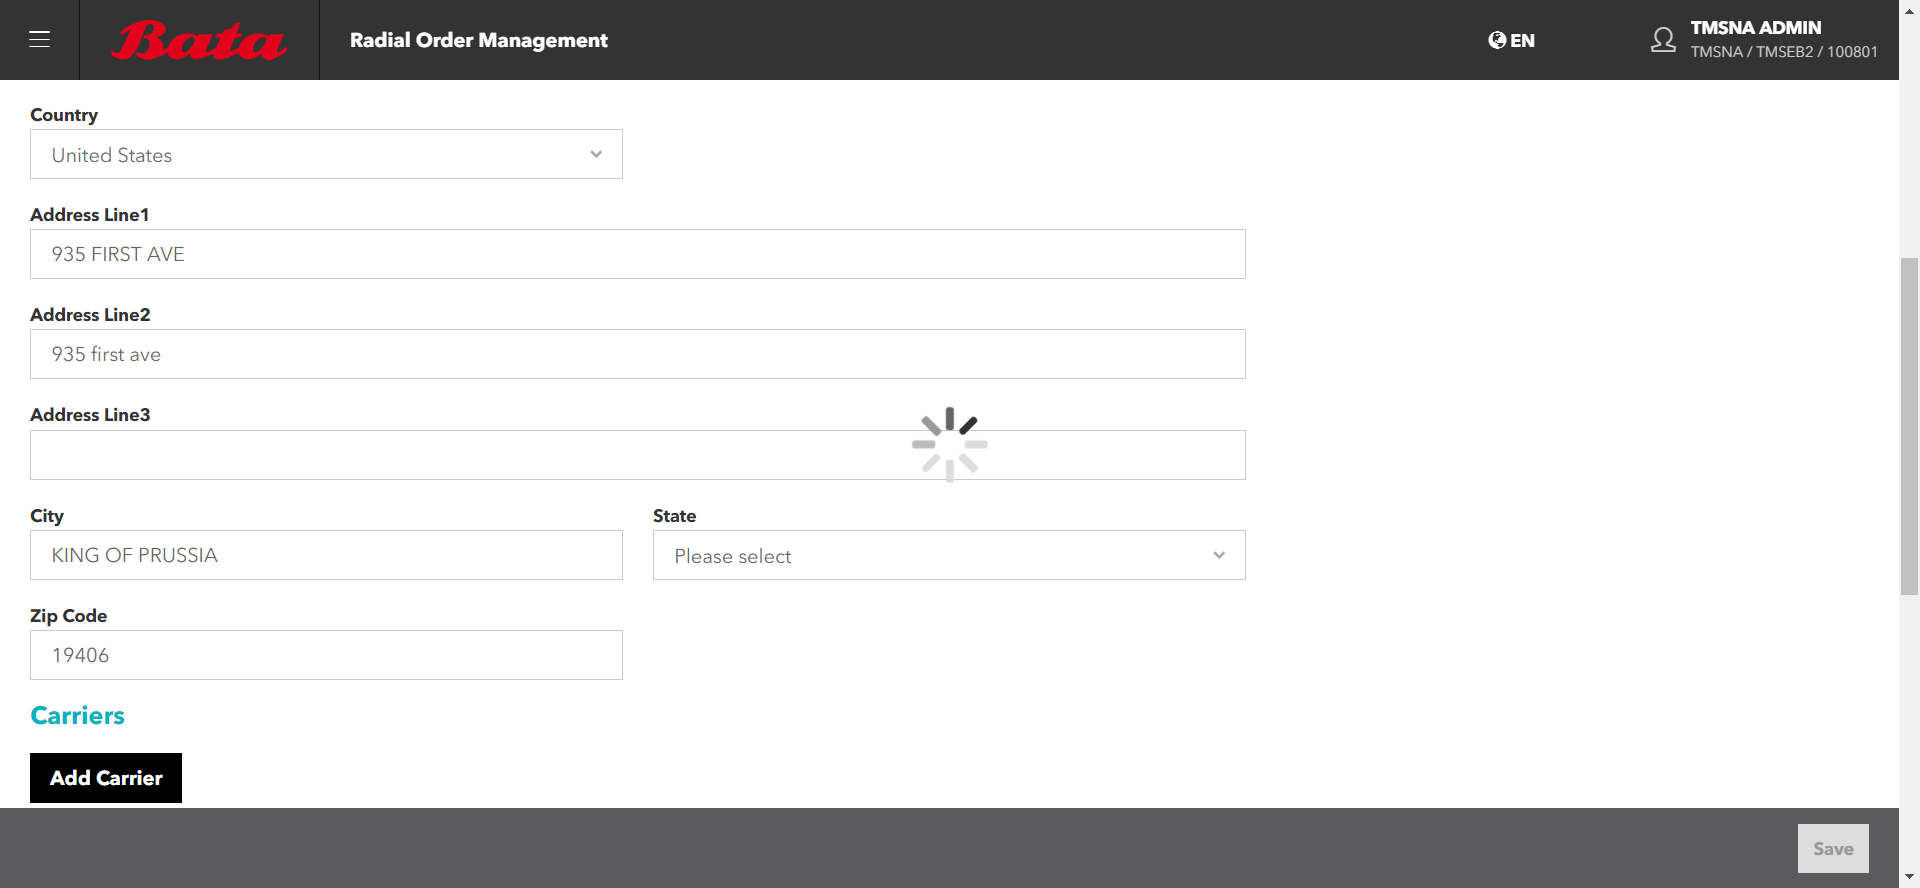 Bata
Radial Order Management
EN
TMSNA ADMIN
TMSNA / TMSEB2 / 100801
Country
United States
Address Line1
935 FIRST AVE
Address Line2
935 first ave
Address Line3
City
State
KING OF PRUSSIA
Please select
Zip Code
19406
Carriers
Add Carrier
Save